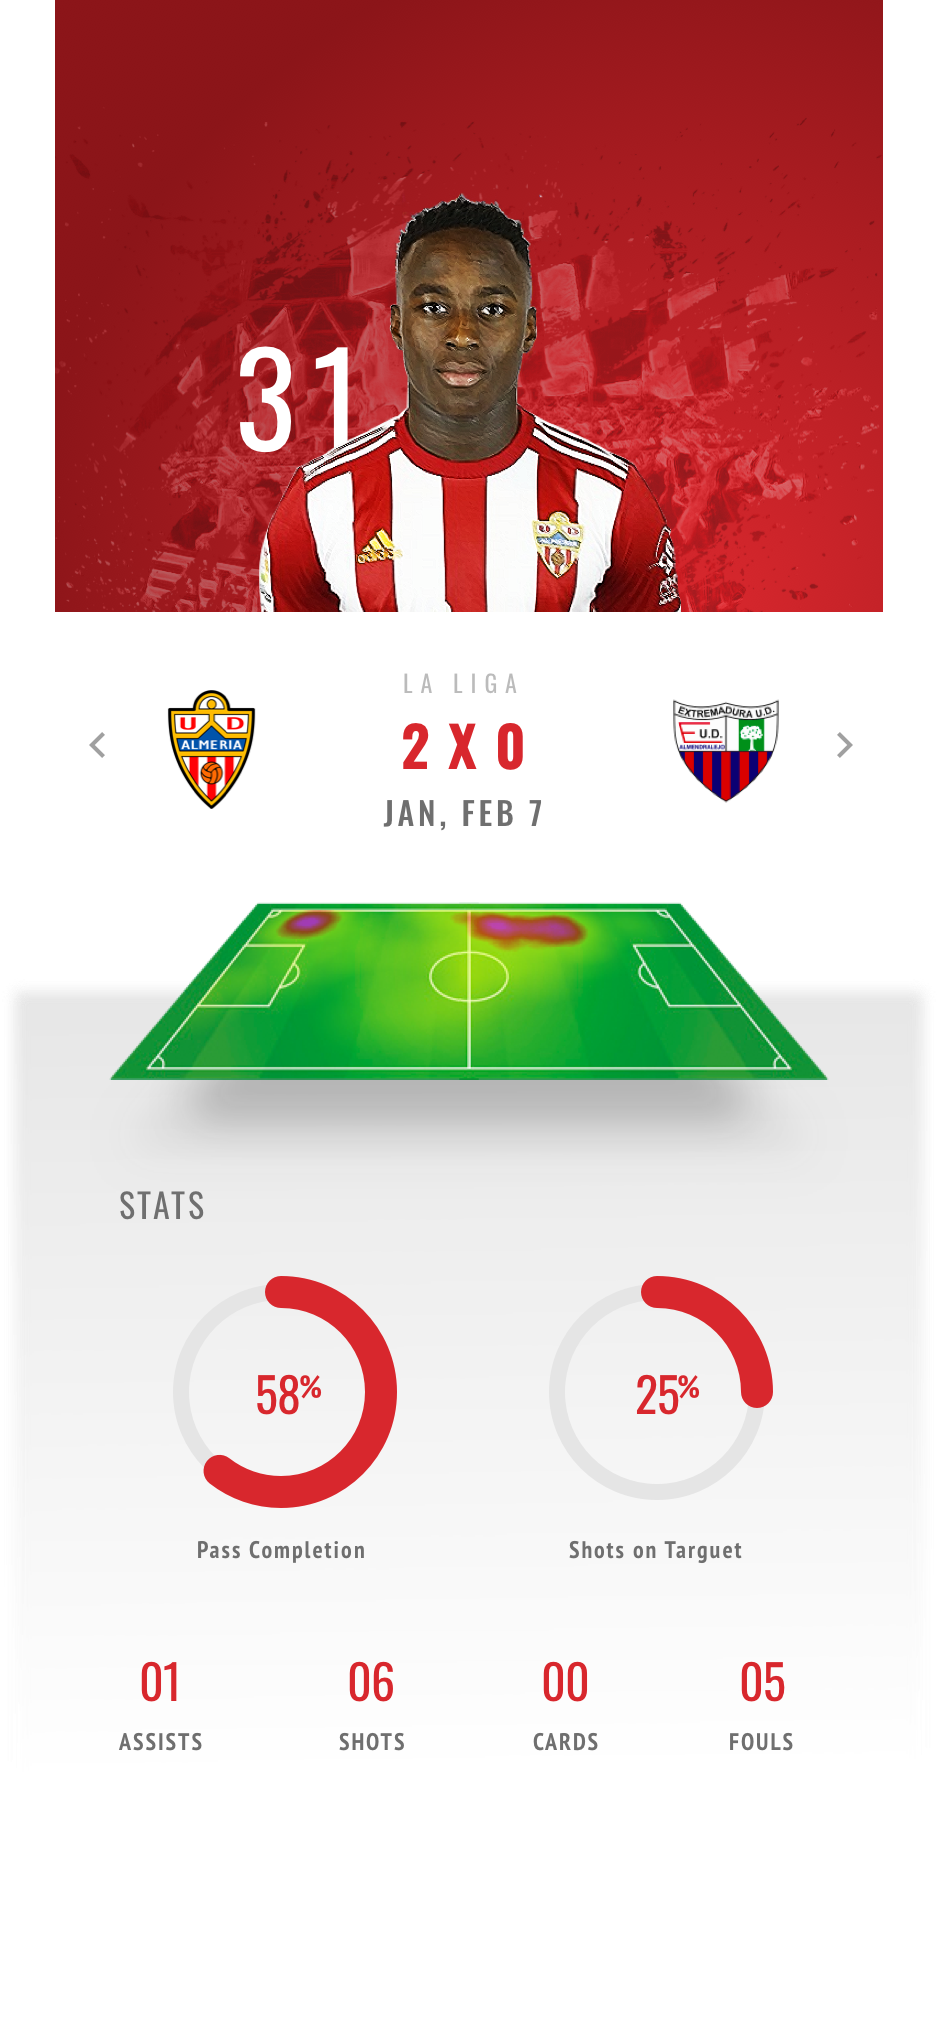 31
adidas
LA LIGA
2 X 0
JAN, FEB 7
U D
ALMERIA
EXTREMADURA U.D.
U.D.
ALMENDRALEJO
STATS
58%
25%
Pass Completion
Shots on Targuet
01
06
00
05
ASSISTS
SHOTS
CARDS
FOULS